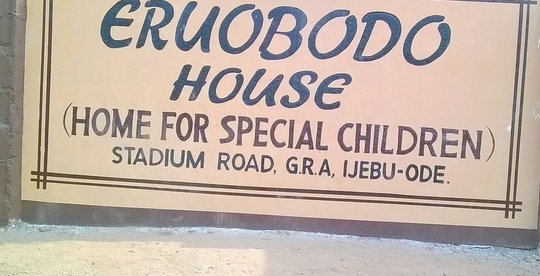 ERUOBODO
HOUSE
(HOME FOR SPECIAL CHILDREN)
STADIUM ROAD, G.R.A, IJEBU-ODE.